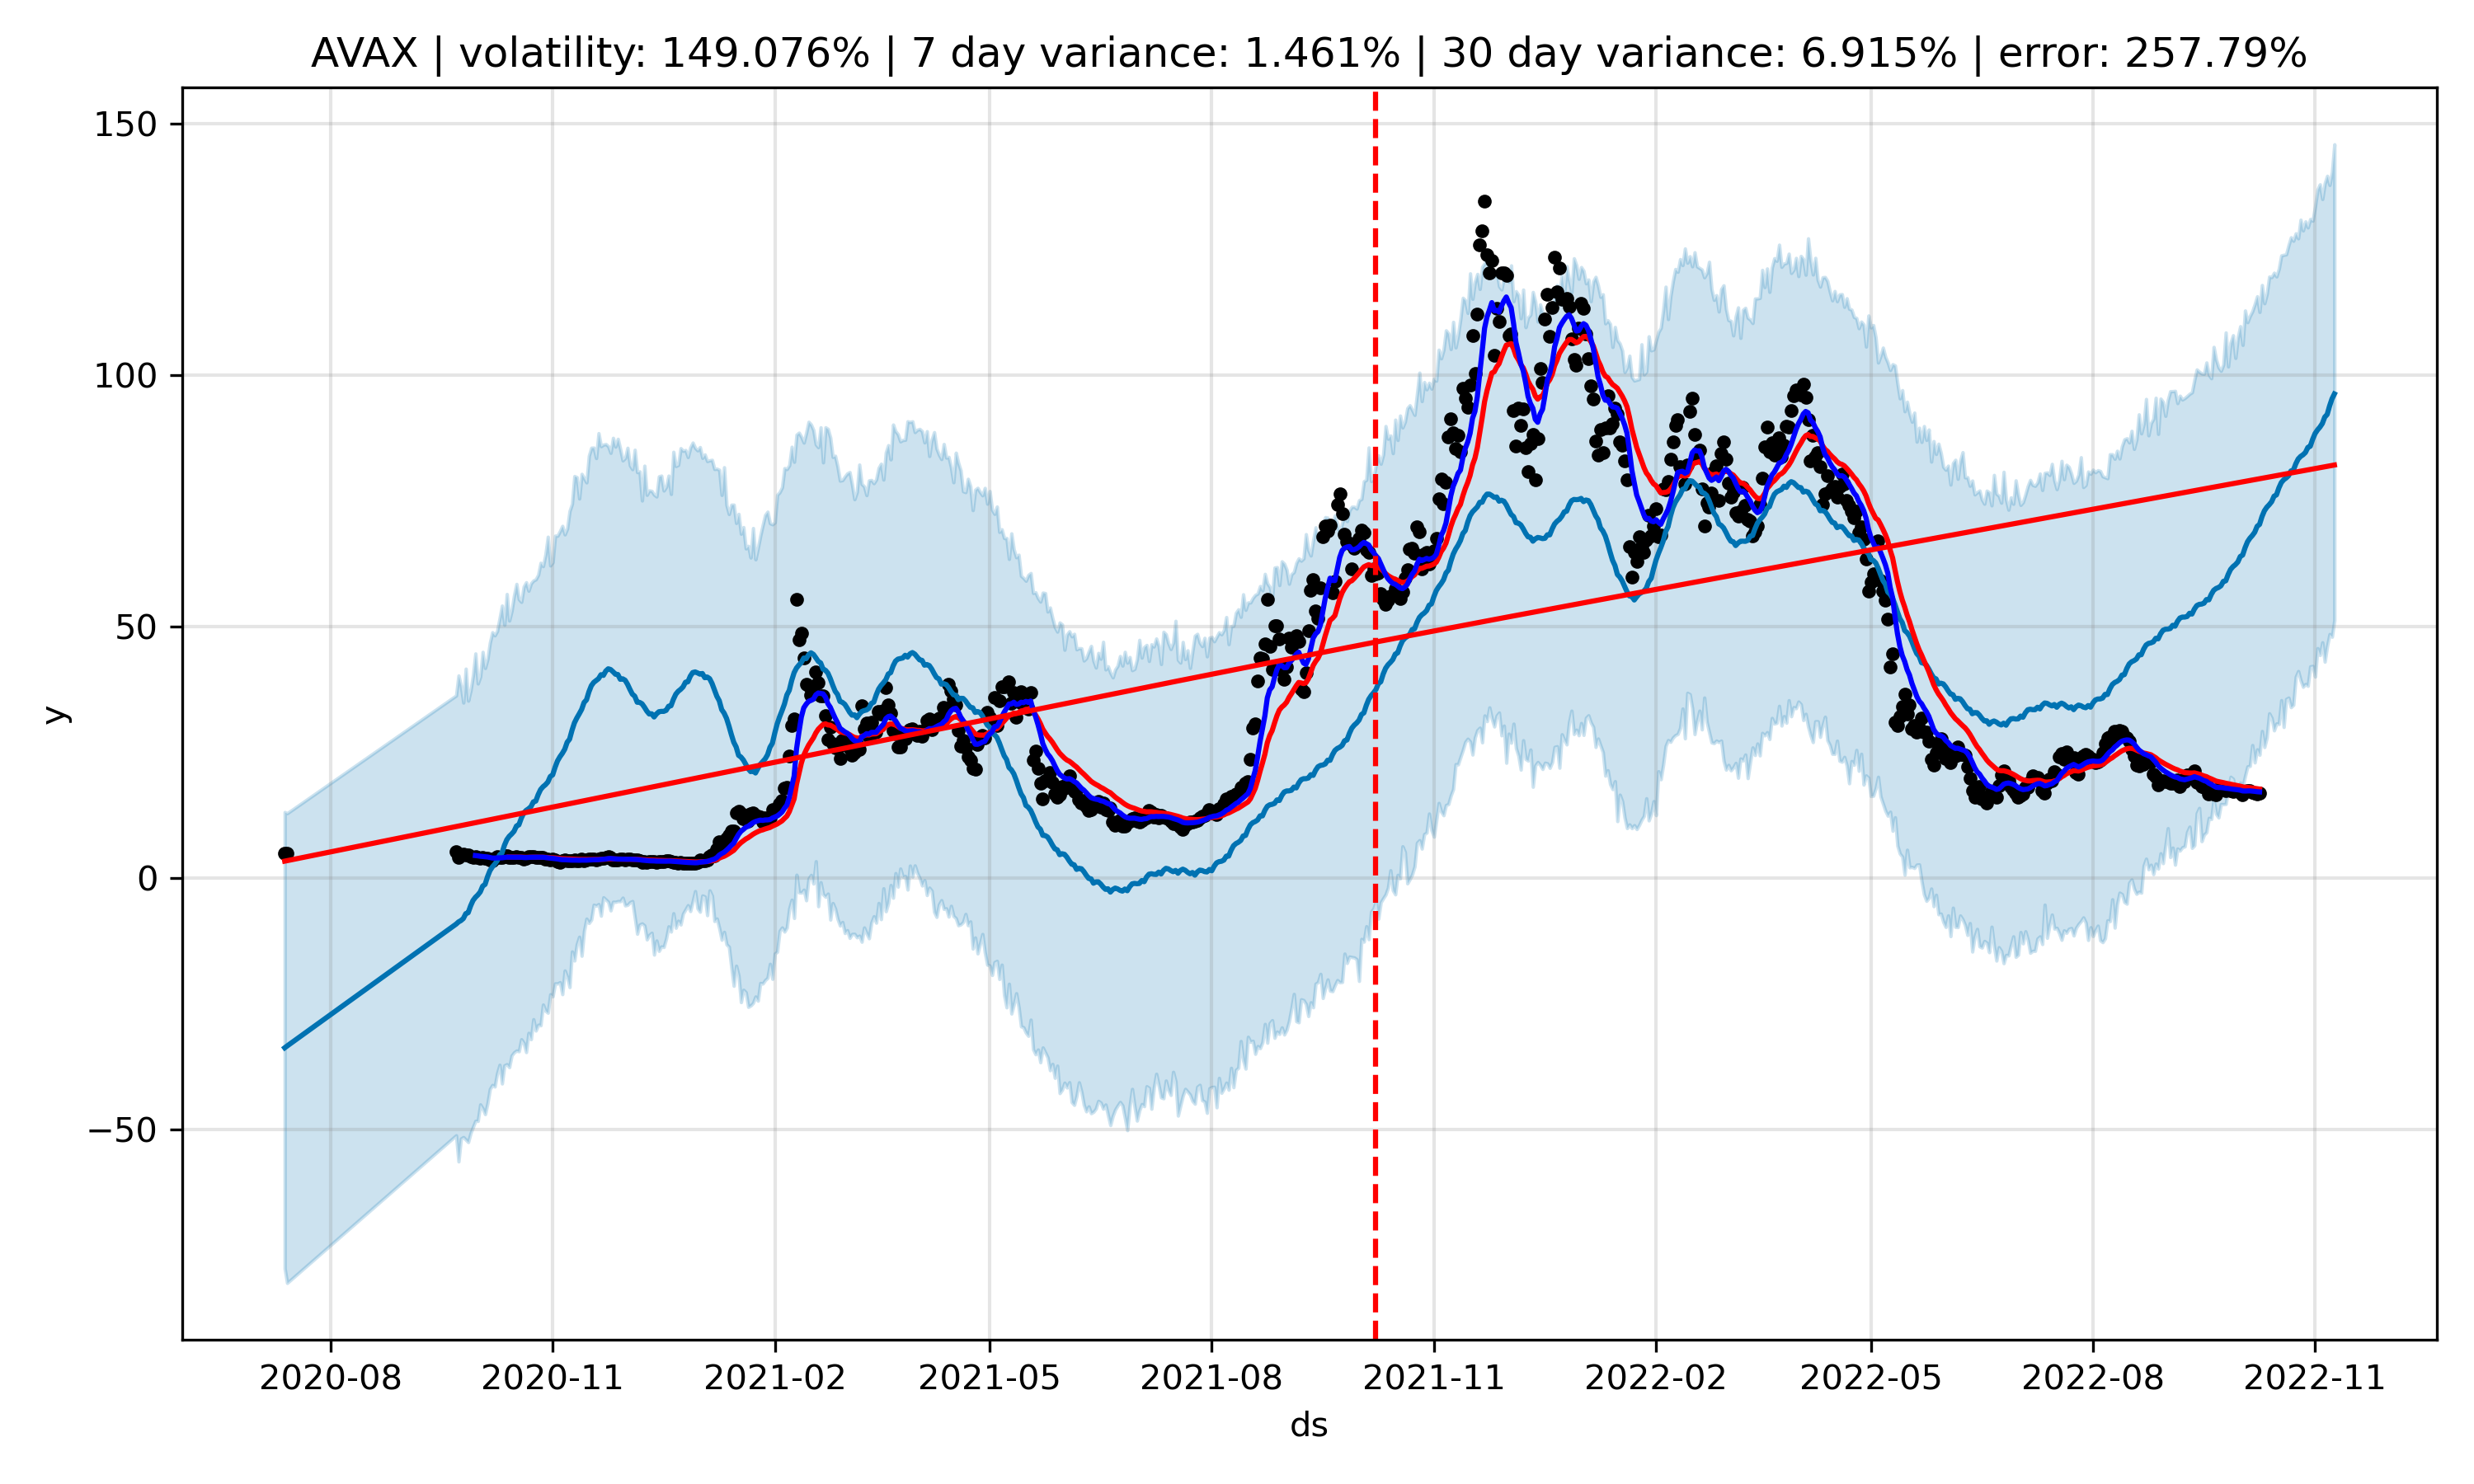 AVAX | volatility: 149.076% | 7 day variance: 1.461% | 30 day variance: 6.915% | error: 257.79%
150
100
50
0
−50
y
2020-08 2020-11 2021-02 2021-05 2021-08 2021-11 2022-02 2022-05 2022-08 2022-11
ds